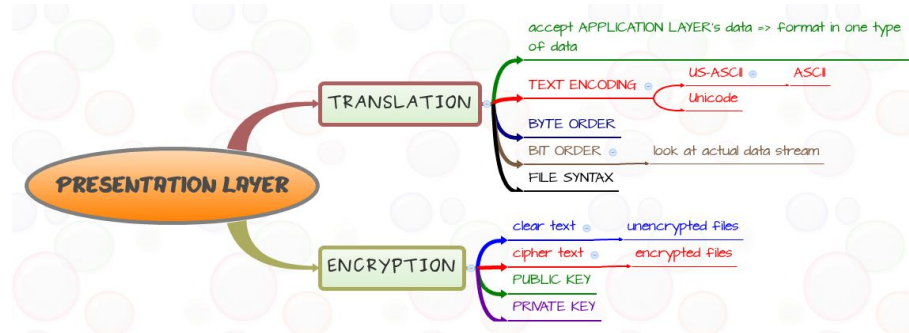 accept APPLICATION LAYER's data => format in one type
of data
TRANSLATION
TEXT ENCODING
US-ASCII
ASCII
Unicode
BYTE ORDER
BIT ORDER
look at actual data stream
FILE SYNTAX
PRESENTATION LAYER
clear text
unencrypted files
ENCRYPTION
cipher text
encrypted files
PUBLIC KEY
PRIVATE KEY